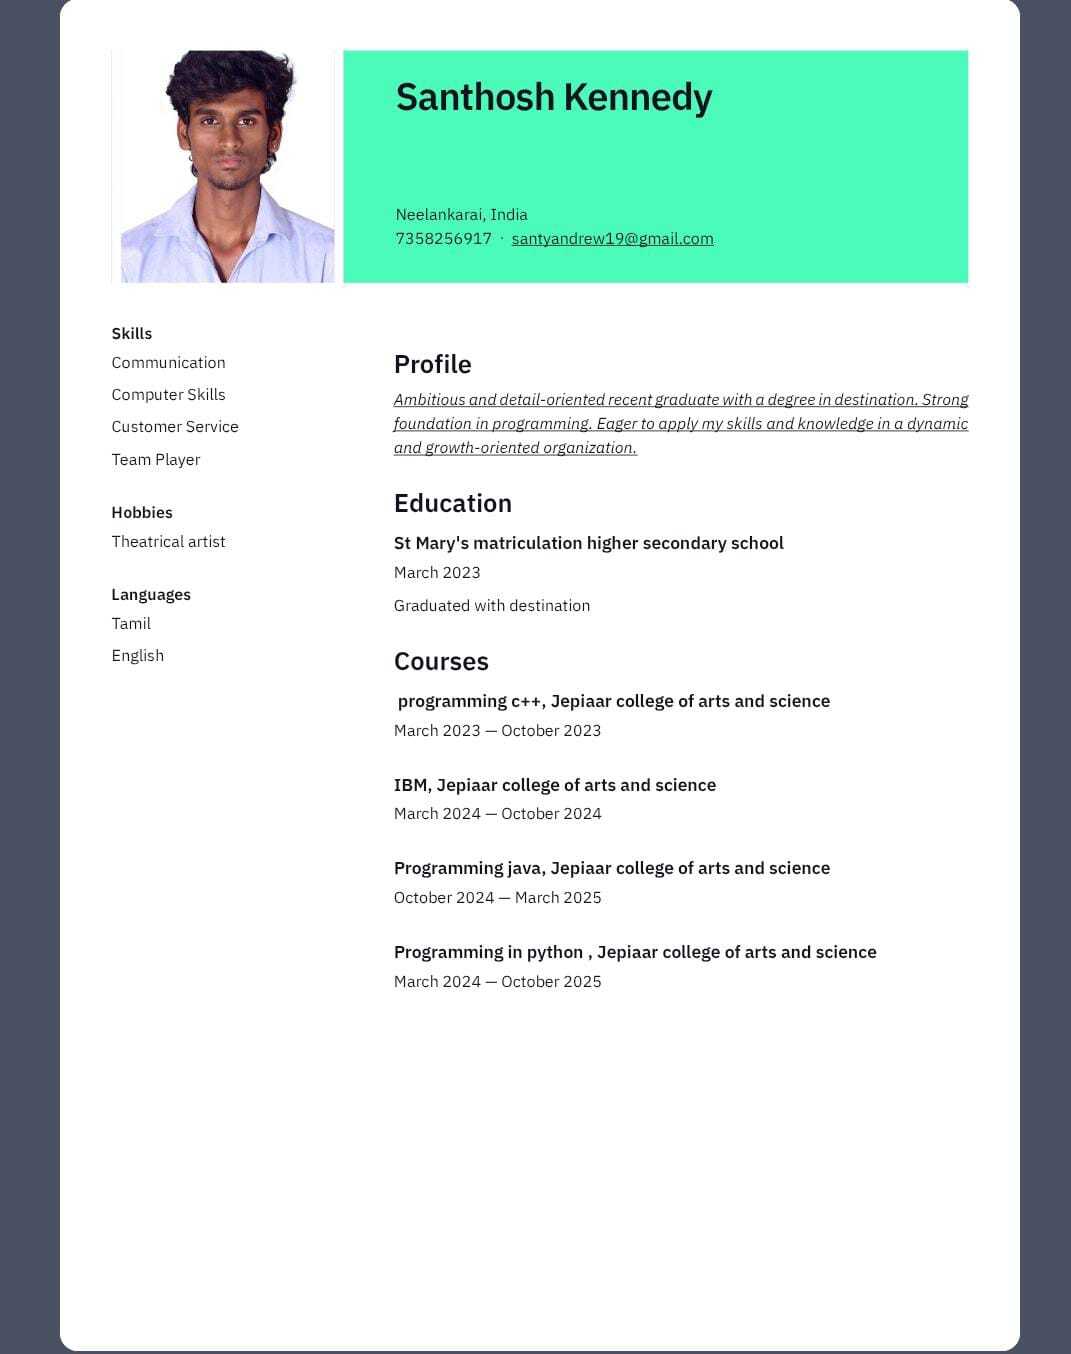 Santhosh Kennedy
Neelankarai, India
7358256917 · santyandrew19@gmail.com
Skills
Communication
Computer Skills
Customer Service
Team Player
Hobbies
Theatrical artist
Languages
Tamil
English
Profile
Ambitious and detail-oriented recent graduate with a degree in destination. Strong
foundation in programming. Eager to apply my skills and knowledge in a dynamic
and growth-oriented organization.
Education
St Mary's matriculation higher secondary school
March 2023
Graduated with destination
Courses
programming c++, Jepiaar college of arts and science
March 2023 — October 2023
IBM, Jepiaar college of arts and science
March 2024 — October 2024
Programming java, Jepiaar college of arts and science
October 2024 — March 2025
Programming in python , Jepiaar college of arts and science
March 2024 — October 2025